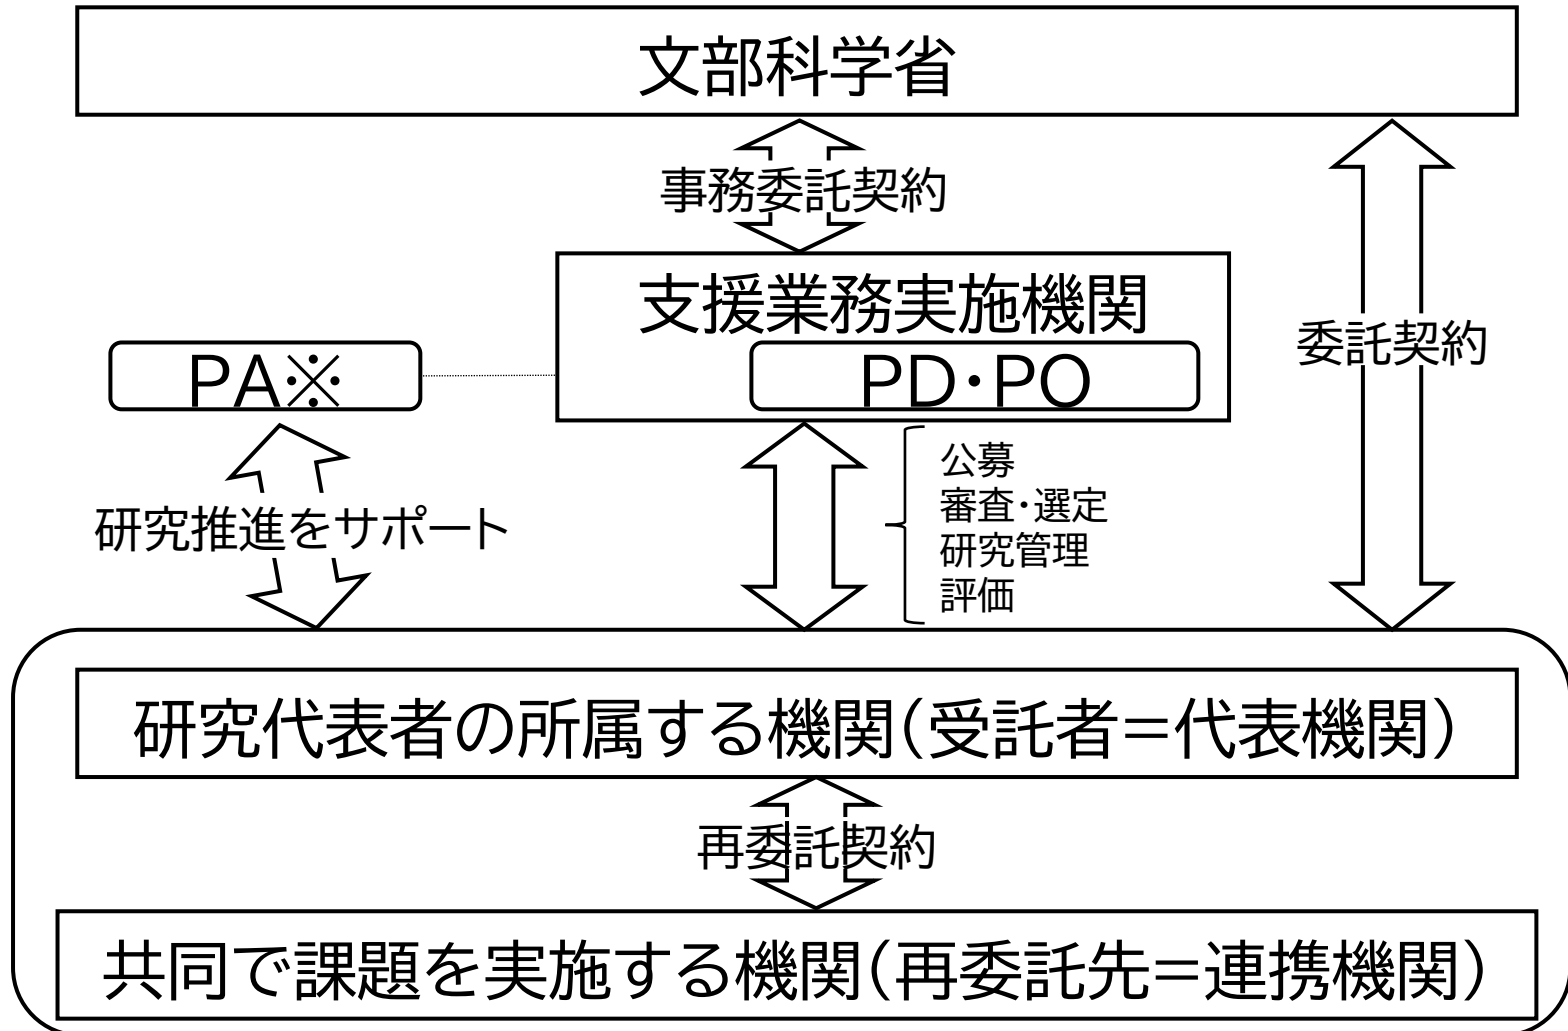 文部科学省
事務委託契約
支援業務実施機関
委託契約
PA※
PD・PO
公募
審査・選定
研究管理
評価
研究推進をサポート
研究代表者の所属する機関（受託者＝代表機関）
再委託契約
共同で課題を実施する機関（再委託先＝連携機関）